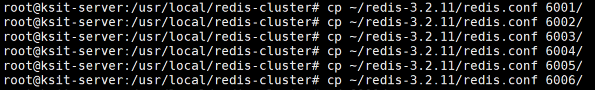 root@ksit-server:/usr/local/redis-cluster# cp ~/redis-3.2.11/redis.conf 6001/
root@ksit-server:/usr/local/redis-cluster# cp ~/redis-3.2.11/redis.conf 6002/
root@ksit-server:/usr/local/redis-cluster# cp ~/redis-3.2.11/redis.conf 6003/
root@ksit-server:/usr/local/redis-cluster# cp ~/redis-3.2.11/redis.conf 6004/
root@ksit-server:/usr/local/redis-cluster# cp ~/redis-3.2.11/redis.conf 6005/
root@ksit-server:/usr/local/redis-cluster# cp ~/redis-3.2.11/redis.conf 6006/